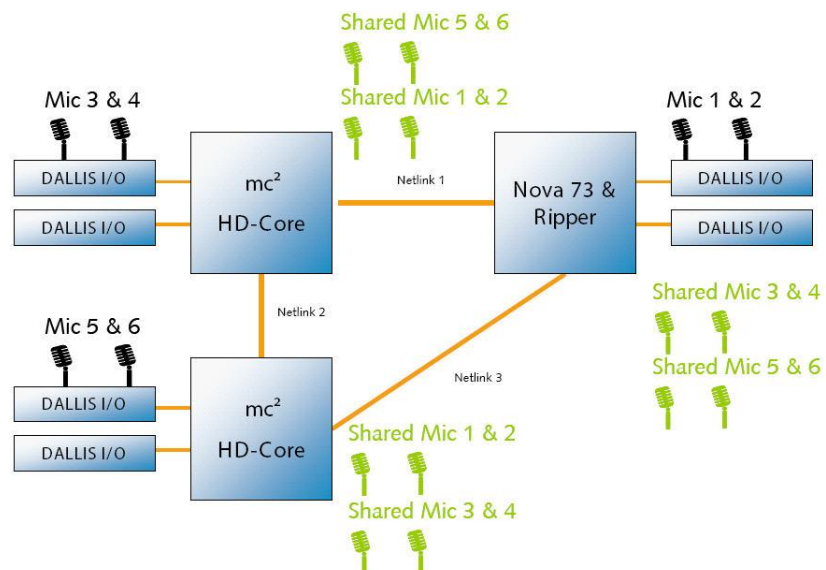 Shared Mic 5 & 6
Shared Mic 1 & 2
Mic 3 & 4
DALLIS I/O
DALLIS I/O
mc²
HD-Core
Netlink 1
Nova 73 &
Ripper
Mic 1 & 2
DALLIS I/O
DALLIS I/O
Netlink 2
Shared Mic 3 & 4
Shared Mic 5 & 6
Mic 5 & 6
DALLIS I/O
DALLIS I/O
mc²
HD-Core
Netlink 3
Shared Mic 1 & 2
Shared Mic 3 & 4